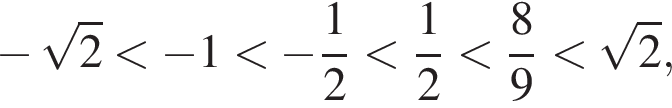 −√2 < −1 < −1/2 < 1/2 < 8/9 < √2,